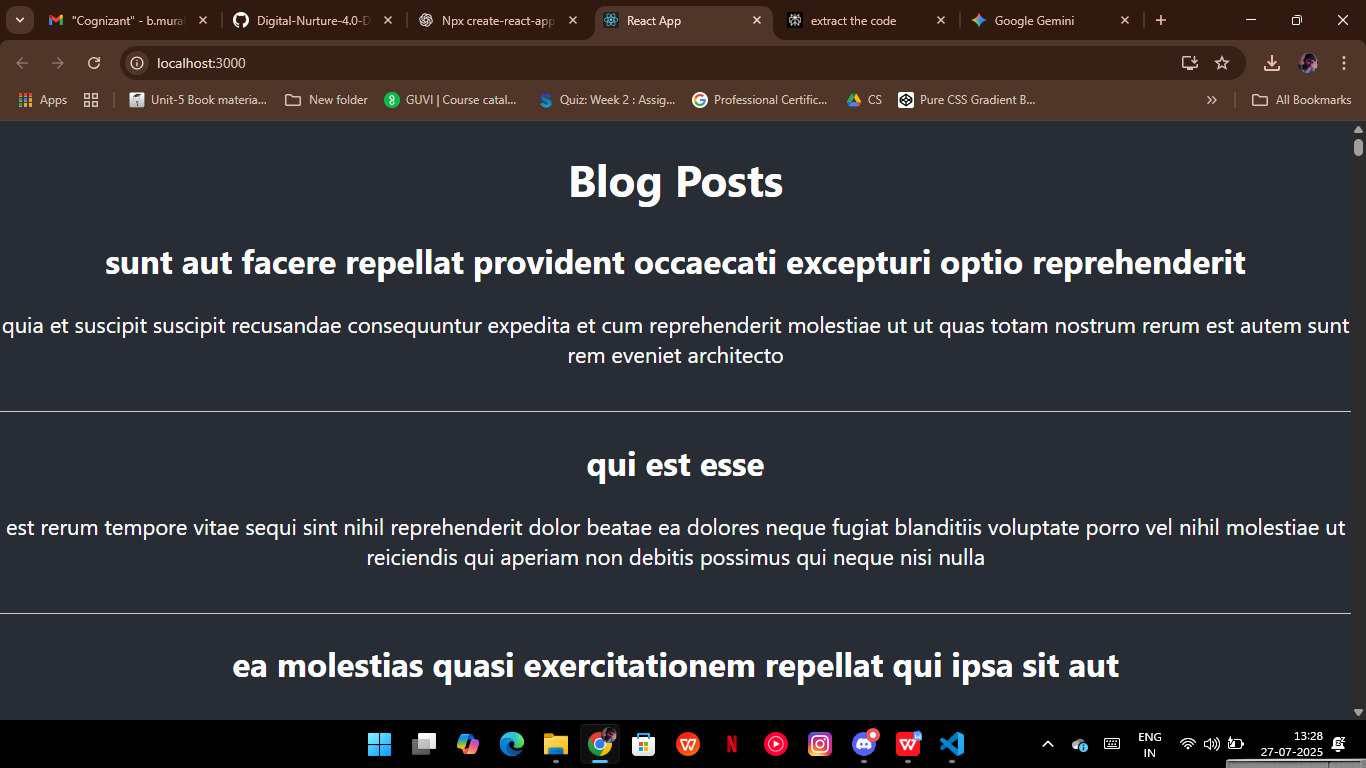 "Cognizant" - b.mural
Digital-Nurture-4.0-D
Npx create-react-app
React App
extract the code
Google Gemini
localhost:3000
Apps
Unit-5 Book materia...
New folder
GUVI | Course catal...
Quiz: Week 2 : Assig...
Professional Certific...
CS
Pure CSS Gradient B...
All Bookmarks
Blog Posts
sunt aut facere repellat provident occaecati excepturi optio reprehenderit
quia et suscipit suscipit recusandae consequuntur expedita et cum reprehenderit molestiae ut ut quas totam nostrum rerum est autem sunt
rem eveniet architecto
qui est esse
est rerum tempore vitae sequi sint nihil reprehenderit dolor beatae ea dolores neque fugiat blanditiis voluptate porro vel nihil molestiae ut
reiciendis qui aperiam non debitis possimus qui neque nisi nulla
ea molestias quasi exercitationem repellat qui ipsa sit aut
ENG
IN
13:28
27-07-2025